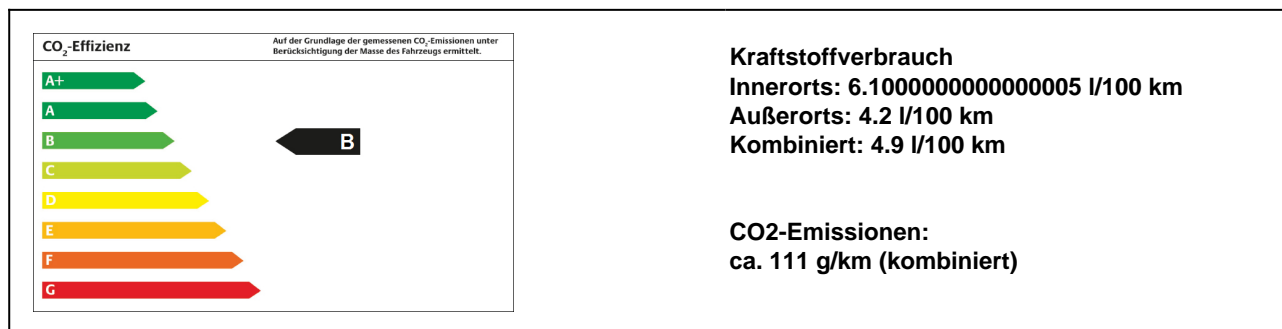 CO₂-Effizienz
Auf der Grundlage der gemessenen CO₂-Emissionen unter
Berücksichtigung der Masse des Fahrzeugs ermittelt.
A+
A
B
B
C
D
E
F
G
Kraftstoffverbrauch
Innerorts: 6.1000000000000005 l/100 km
Außerorts: 4.2 l/100 km
Kombiniert: 4.9 l/100 km
CO2-Emissionen:
ca. 111 g/km (kombiniert)